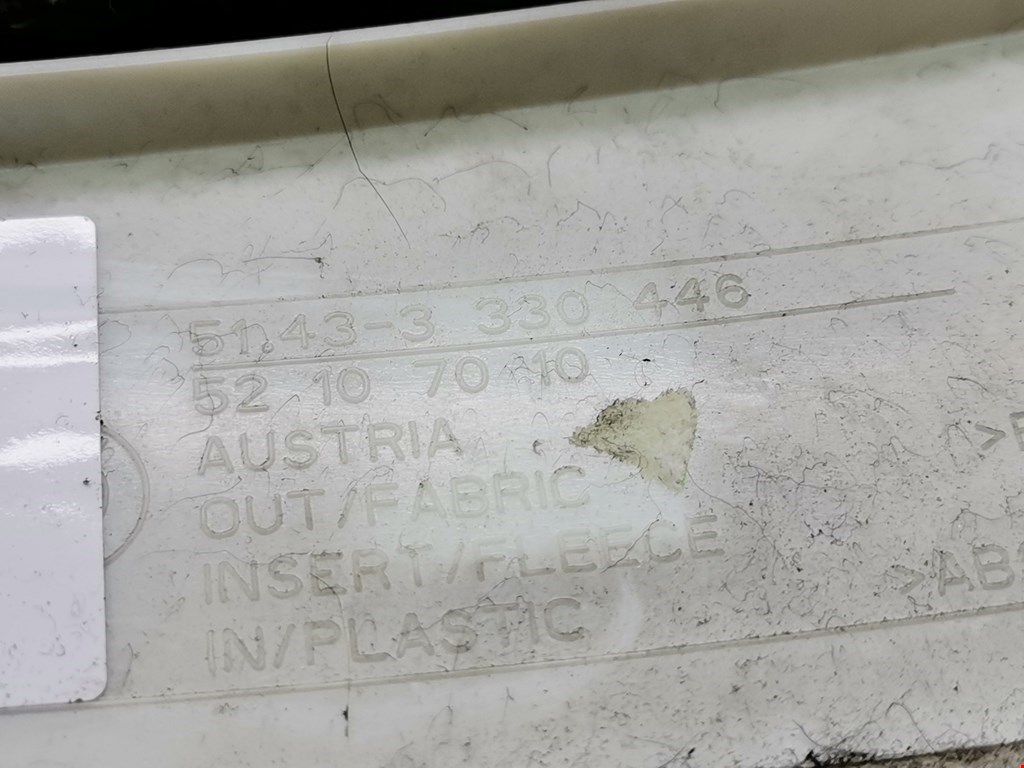 51.43-3 330 446
52 10 70 10
AUSTRIA
OUT/FABRIC
INSERT/FLEECE
IN/PLASTIC